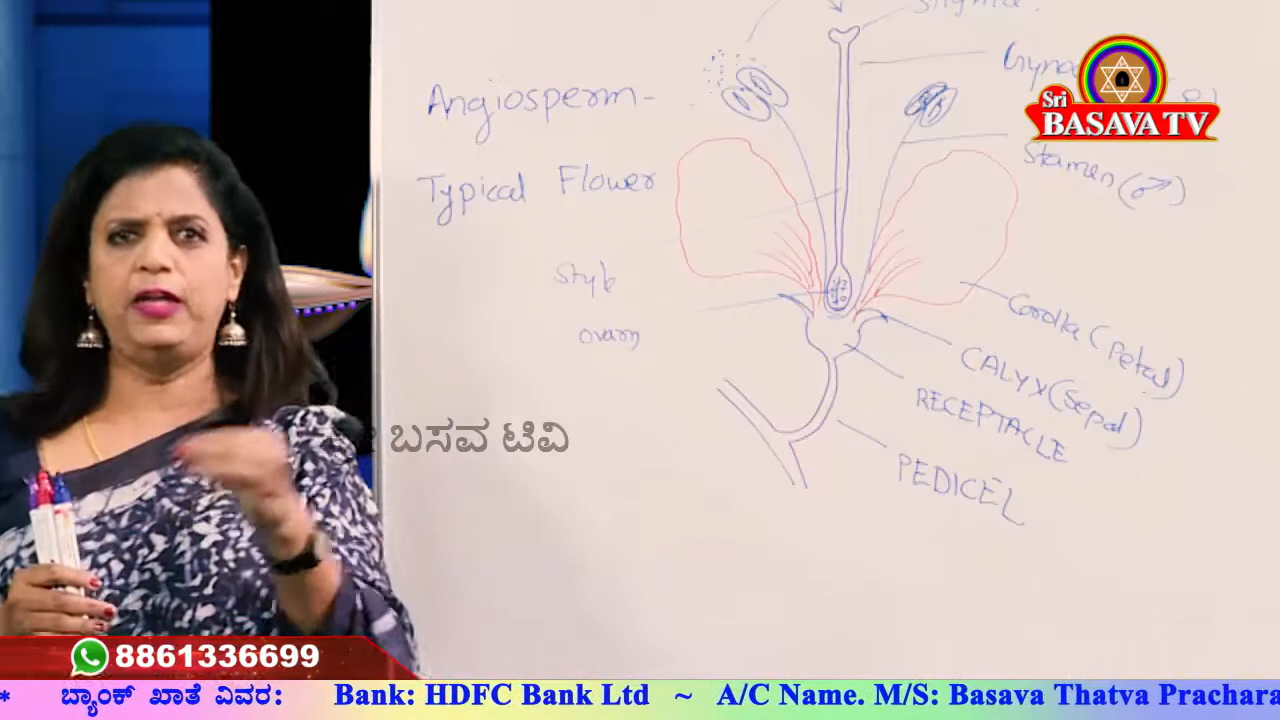 Stigma.
Angiosperm-
Typical Flower
Stamen (♂)
Style
ovary
Corolla (Petal)
CALYX (Sepal)
RECEPTACLE
PEDICEL
Sri
BASAVA TV
ಬಸವ ಟಿವಿ
8861336699
* ಬ್ಯಾಂಕ್ ಖಾತೆ ವಿವರ: Bank: HDFC Bank Ltd ~ A/C Name. M/S: Basava Thatva Prachara